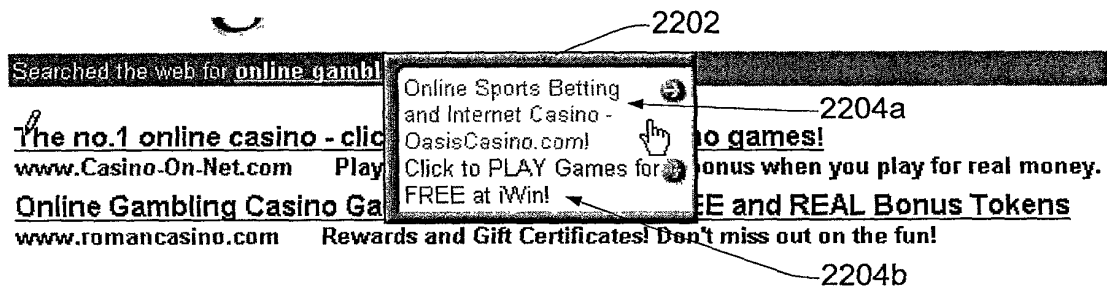 2202
Searched the web for online gambl
Online Sports Betting
and Internet Casino -
OasisCasino.com!
Click to PLAY Games for
FREE at iWin!
2204a
The no.1 online casino - clic o games!
www.Casino-On-Net.com Play onus when you play for real money.
Online Gambling Casino Ga EE and REAL Bonus Tokens
www.romancasino.com Rewards and Gift Certificates! Don't miss out on the fun!
2204b